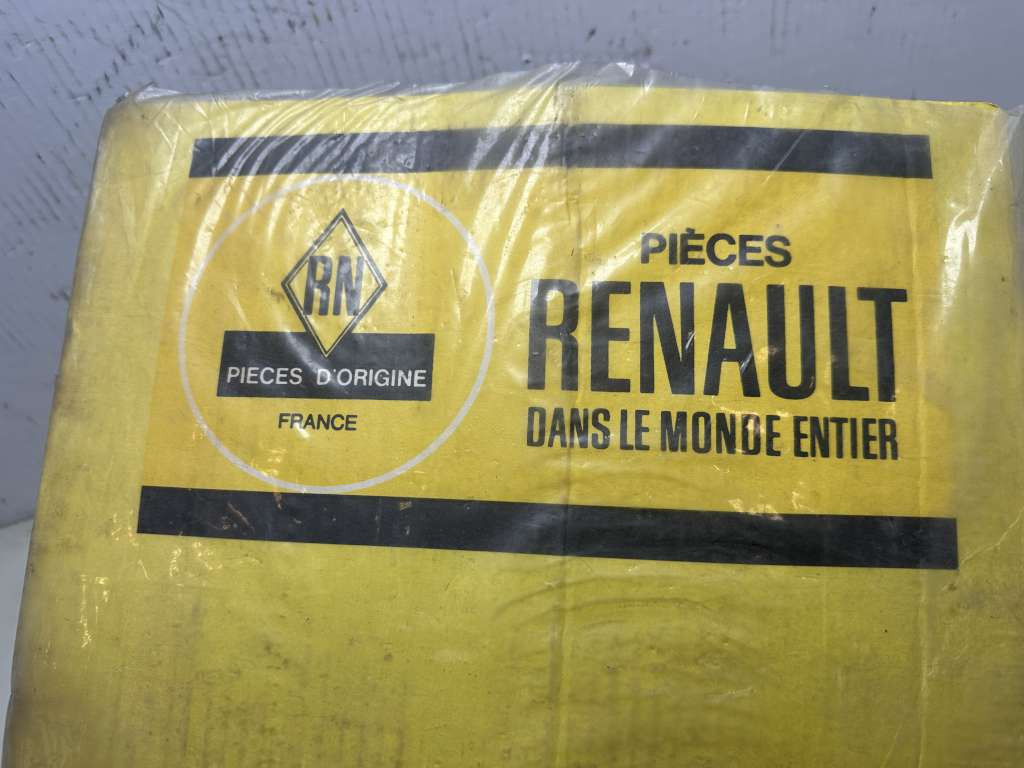 RN
PIECES D'ORIGINE
FRANCE
PIÈCES
RENAULT
DANS LE MONDE ENTIER